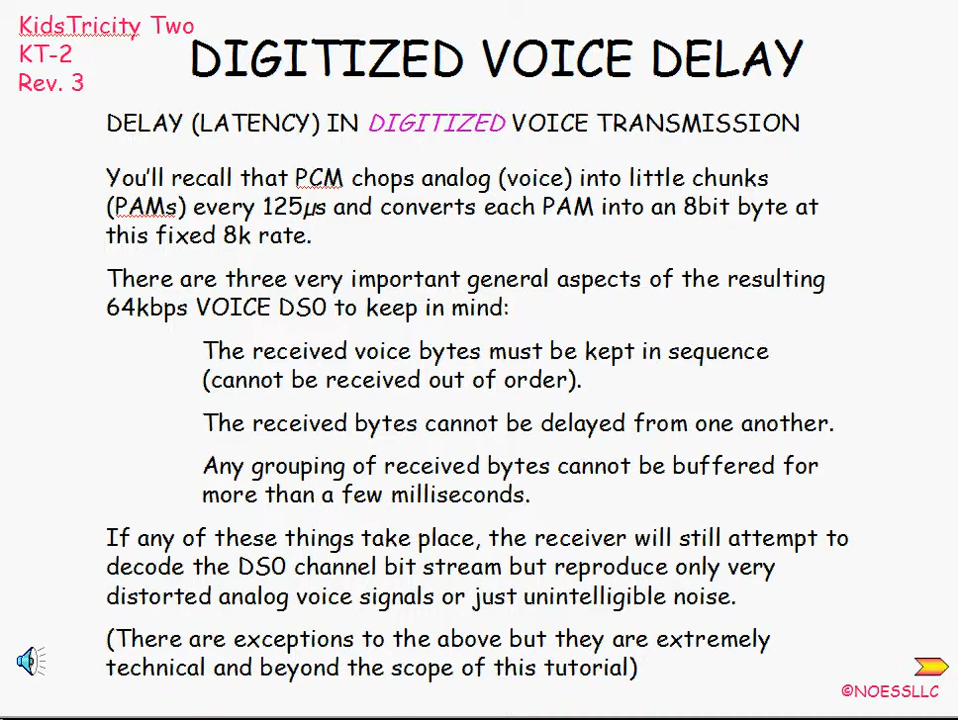 KidsTricity Two
KT-2
Rev. 3
DIGITIZED VOICE DELAY
DELAY (LATENCY) IN DIGITIZED VOICE TRANSMISSION
You'll recall that PCM chops analog (voice) into little chunks
(PAMs) every 125µs and converts each PAM into an 8bit byte at
this fixed 8k rate.
There are three very important general aspects of the resulting
64kbps VOICE DS0 to keep in mind:
The received voice bytes must be kept in sequence
(cannot be received out of order).
The received bytes cannot be delayed from one another.
Any grouping of received bytes cannot be buffered for
more than a few milliseconds.
If any of these things take place, the receiver will still attempt to
decode the DS0 channel bit stream but reproduce only very
distorted analog voice signals or just unintelligible noise.
(There are exceptions to the above but they are extremely
technical and beyond the scope of this tutorial)
©NOESSLLC